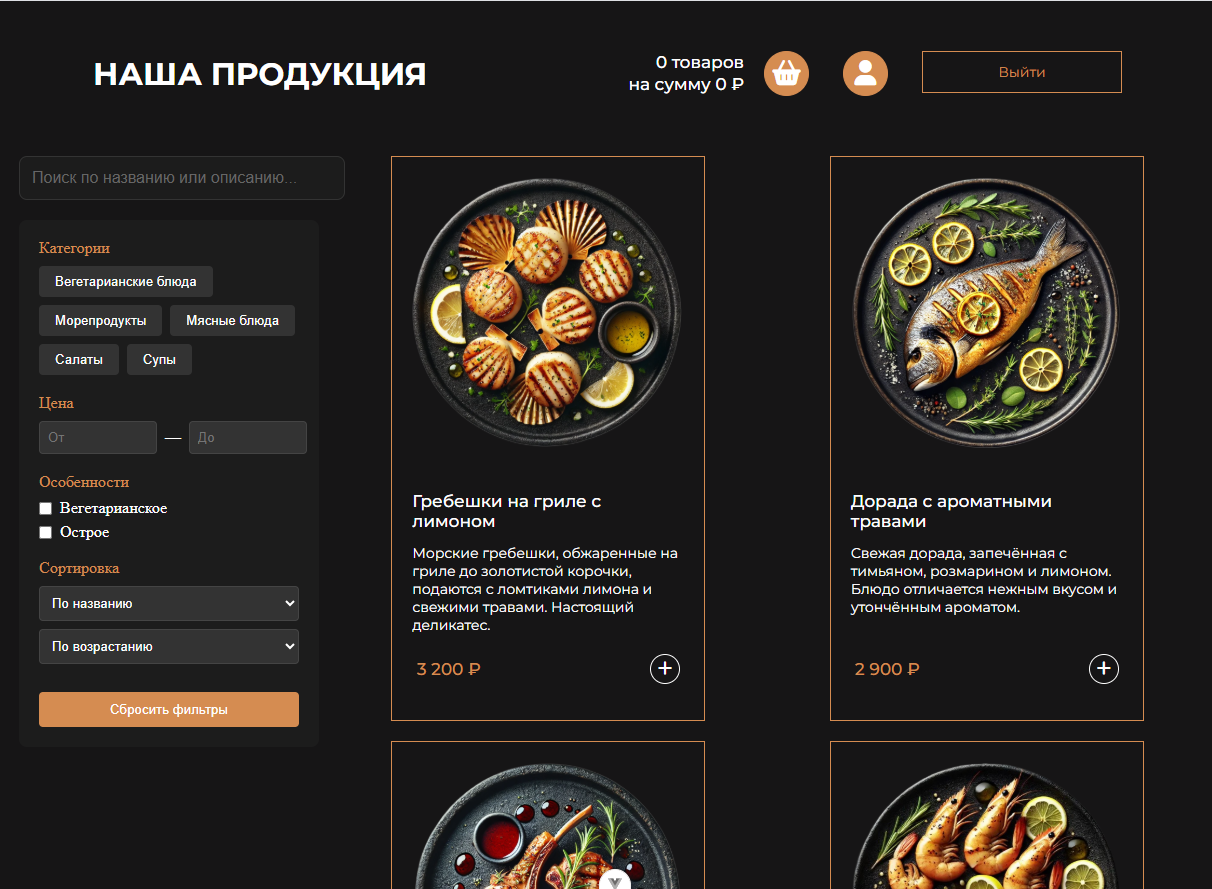 НАША ПРОДУКЦИЯ
0 товаров
на сумму 0 ₽
Выйти
Поиск по названию или описанию...
Категории
Вегетарианские блюда
Морепродукты
Мясные блюда
Салаты
Супы
Цена
От
—
До
Особенности
Вегетарианское
Острое
Сортировка
По названию
По возрастанию
Сбросить фильтры
Гребешки на гриле с
лимоном
Морские гребешки, обжаренные на
гриле до золотистой корочки,
подаются с ломтиками лимона и
свежими травами. Настоящий
деликатес.
3 200 ₽
+
Дорада с ароматными
травами
Свежая дорада, запечённая с
тимьяном, розмарином и лимоном.
Блюдо отличается нежным вкусом и
утончённым ароматом.
2 900 ₽
+